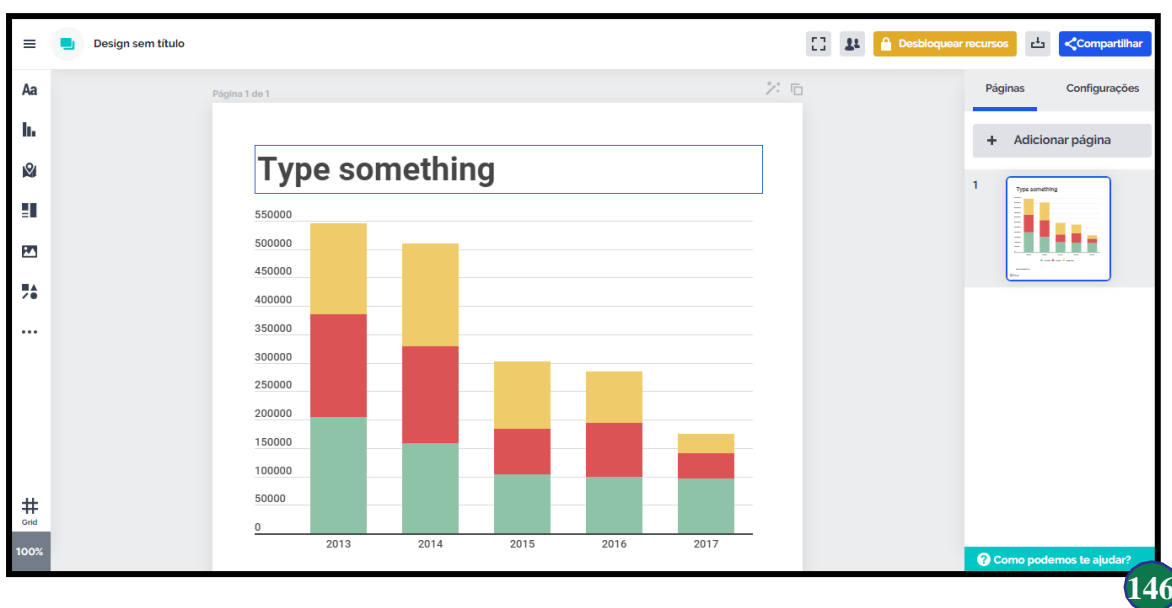 Design sem título
Desbloquear recursos
Compartilhar
Aa
Página 1 de 1
Páginas
Configurações
+ Adicionar página
1
Type something
Type something
550000
500000
450000
400000
350000
300000
250000
200000
150000
100000
50000
0
2013
2014
2015
2016
2017
Grid
100%
? Como podemos te ajudar?
146